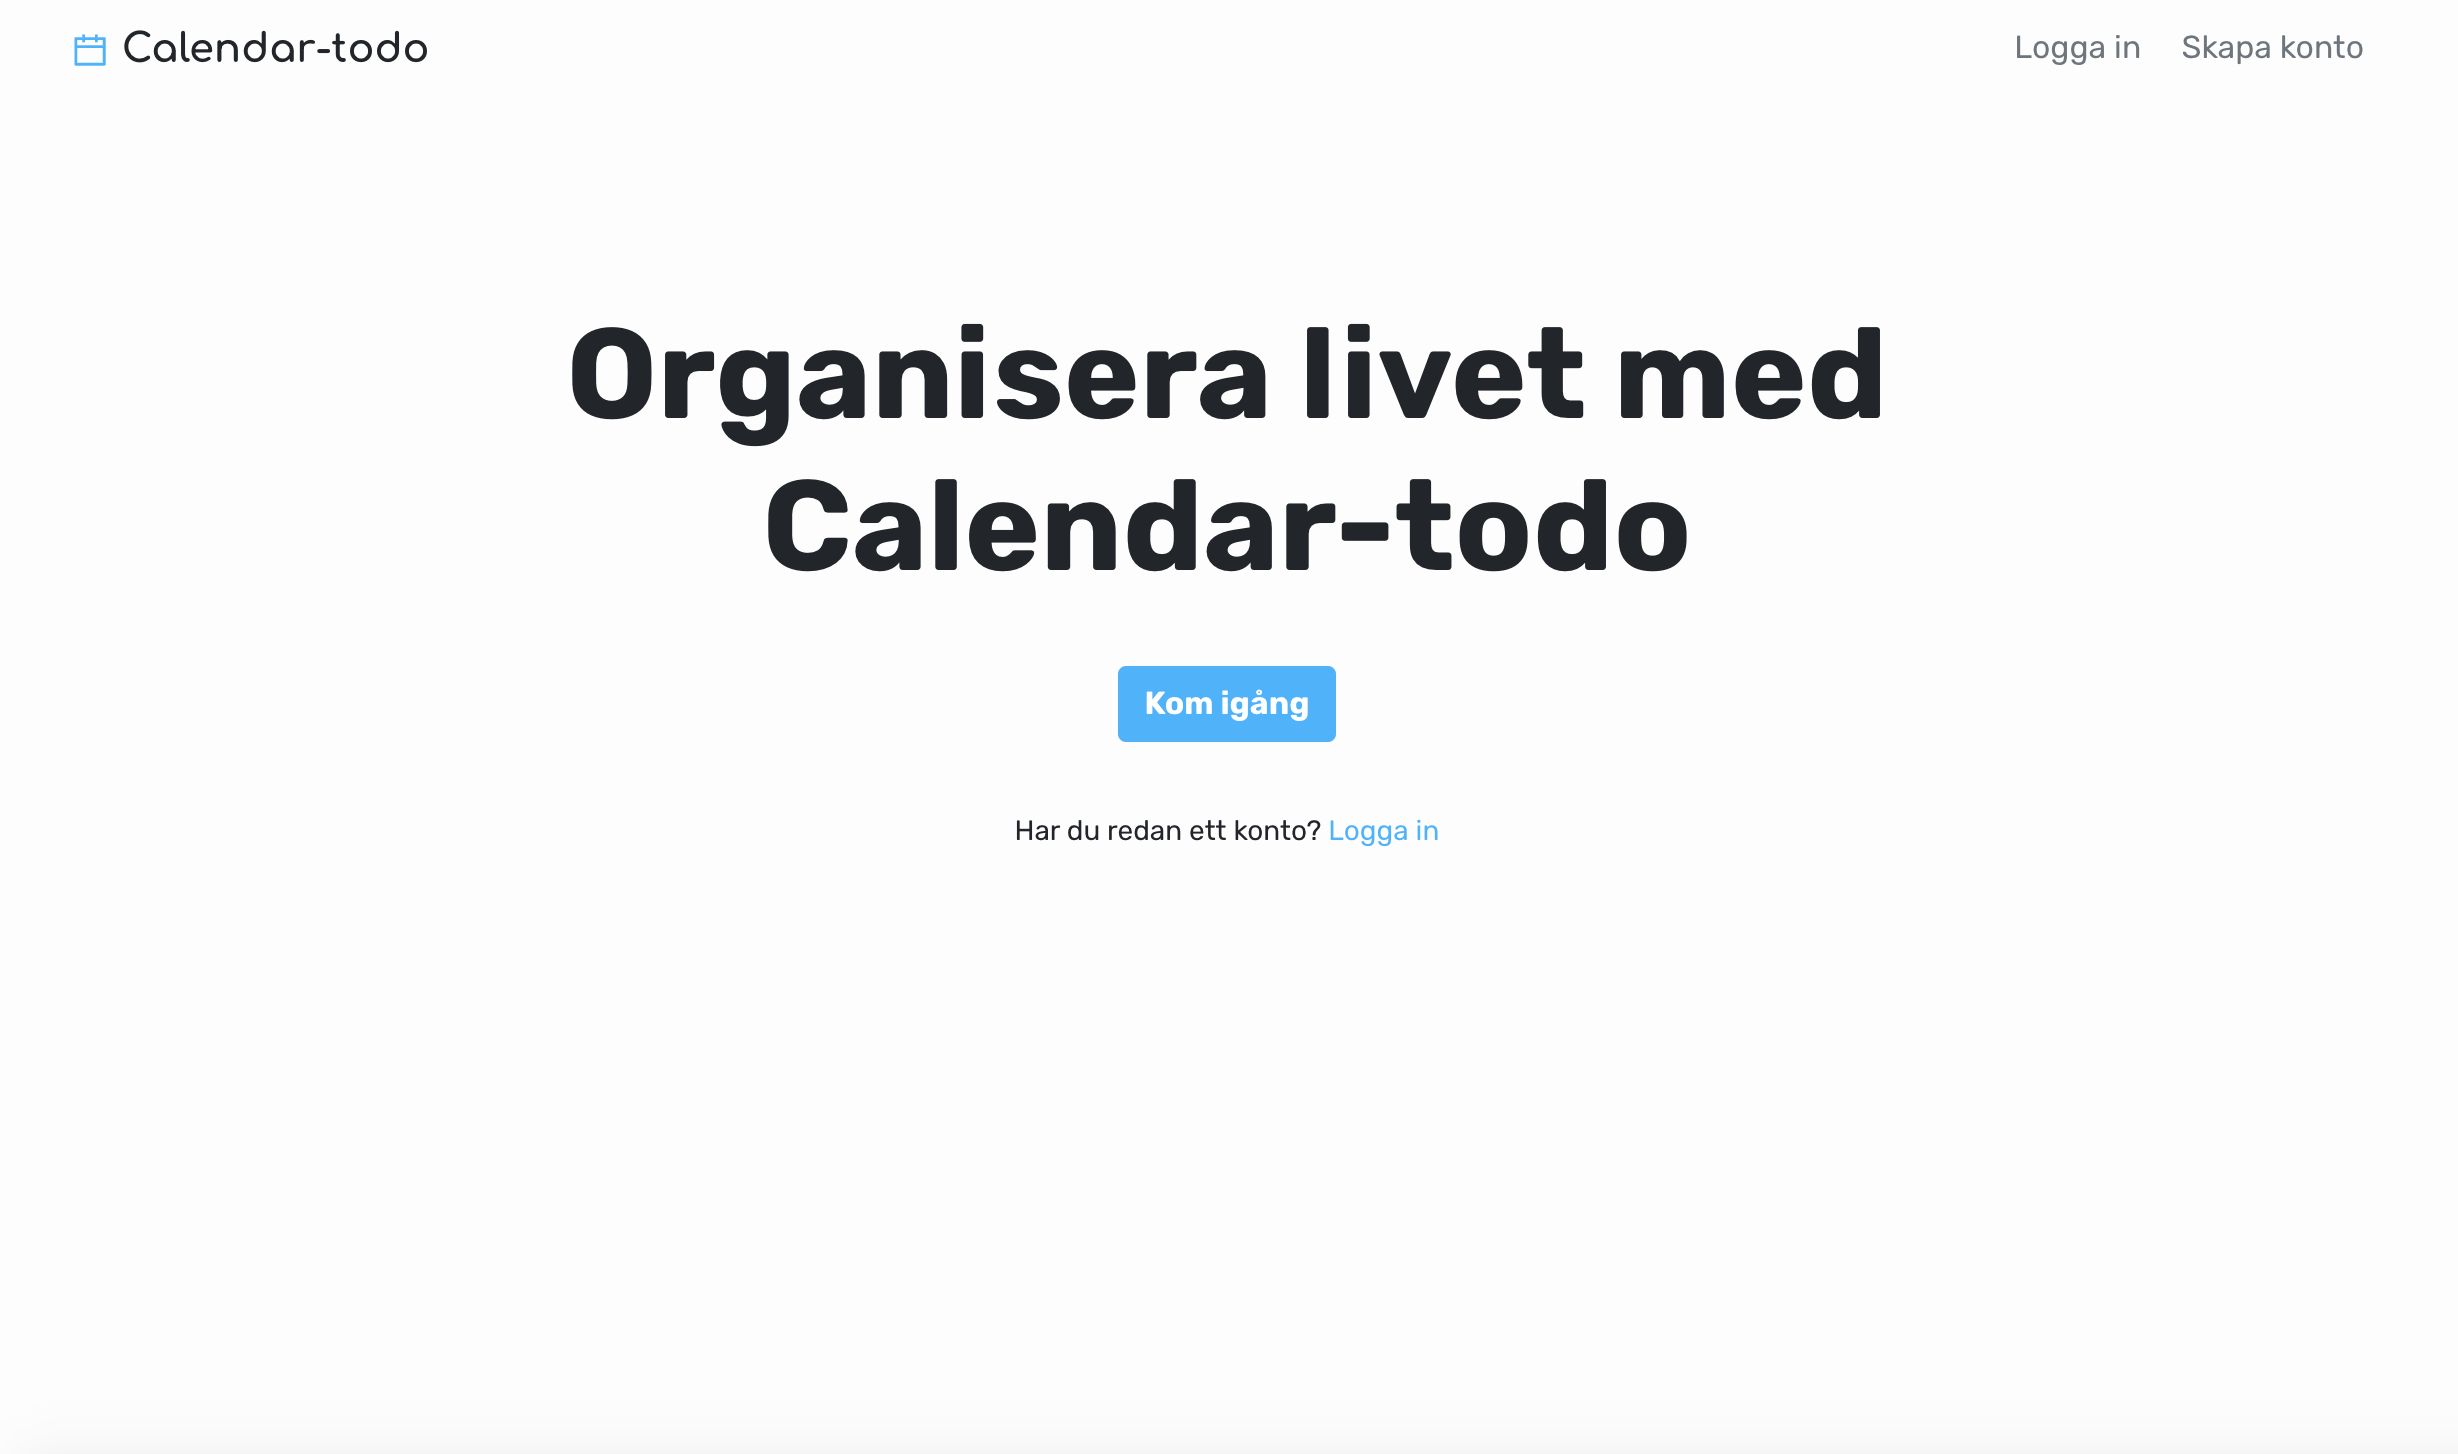 Calendar-todo
Logga in
Skapa konto
Organisera livet med
Calendar-todo
Kom igång
Har du redan ett konto? Logga in